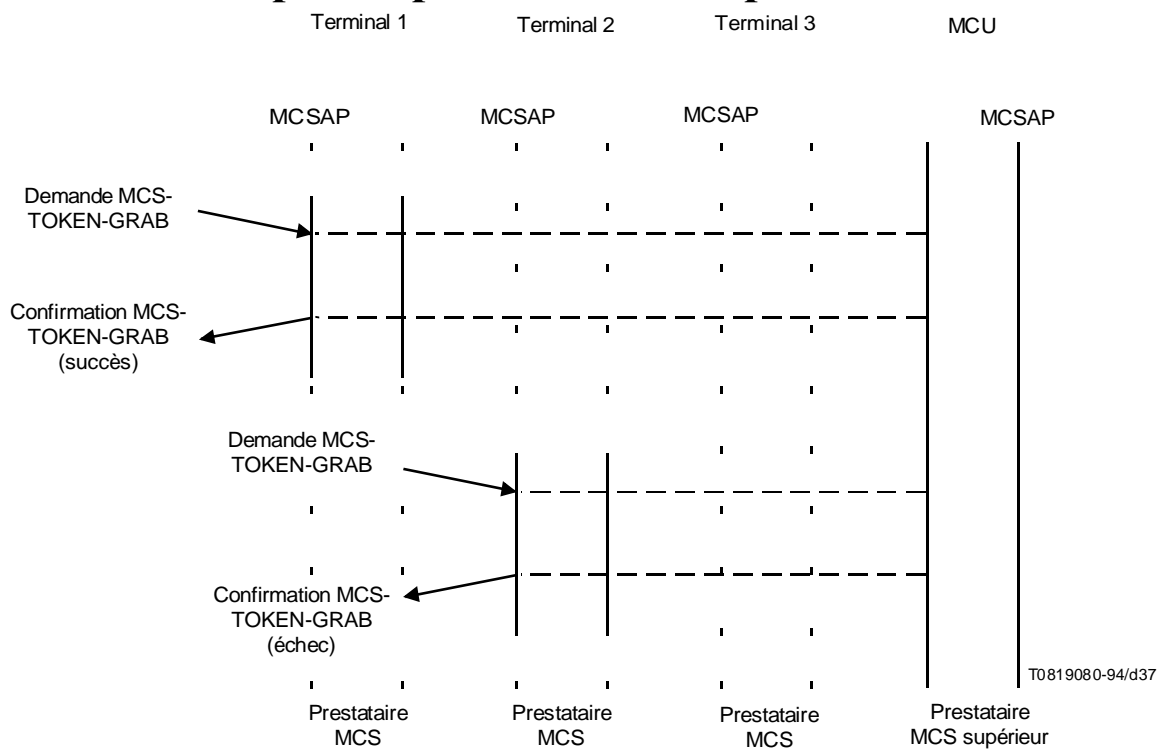 Terminal 1
Terminal 2
Terminal 3
MCU
MCSAP
MCSAP
MCSAP
MCSAP
Demande MCS-
TOKEN-GRAB
Confirmation MCS-
TOKEN-GRAB
(succès)
Demande MCS-
TOKEN-GRAB
Confirmation MCS-
TOKEN-GRAB
(échec)
T0819080-94/d37
Prestataire
MCS
Prestataire
MCS
Prestataire
MCS
Prestataire
MCS supérieur